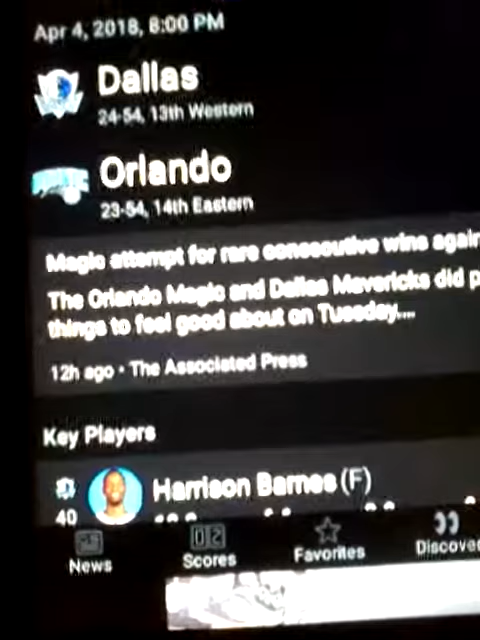 Apr 4, 2018, 8:00 PM
Dallas
24-54, 13th Western
Orlando
23-54, 14th Eastern
Magic attempt for rare consecutive wins again
The Orlando Magic and Dallas Mavericks did p
things to feel good about on Tuesday....
12h ago • The Associated Press
Key Players
Harrison Barnes (F)
40
News
Scores
Favorites
Discover